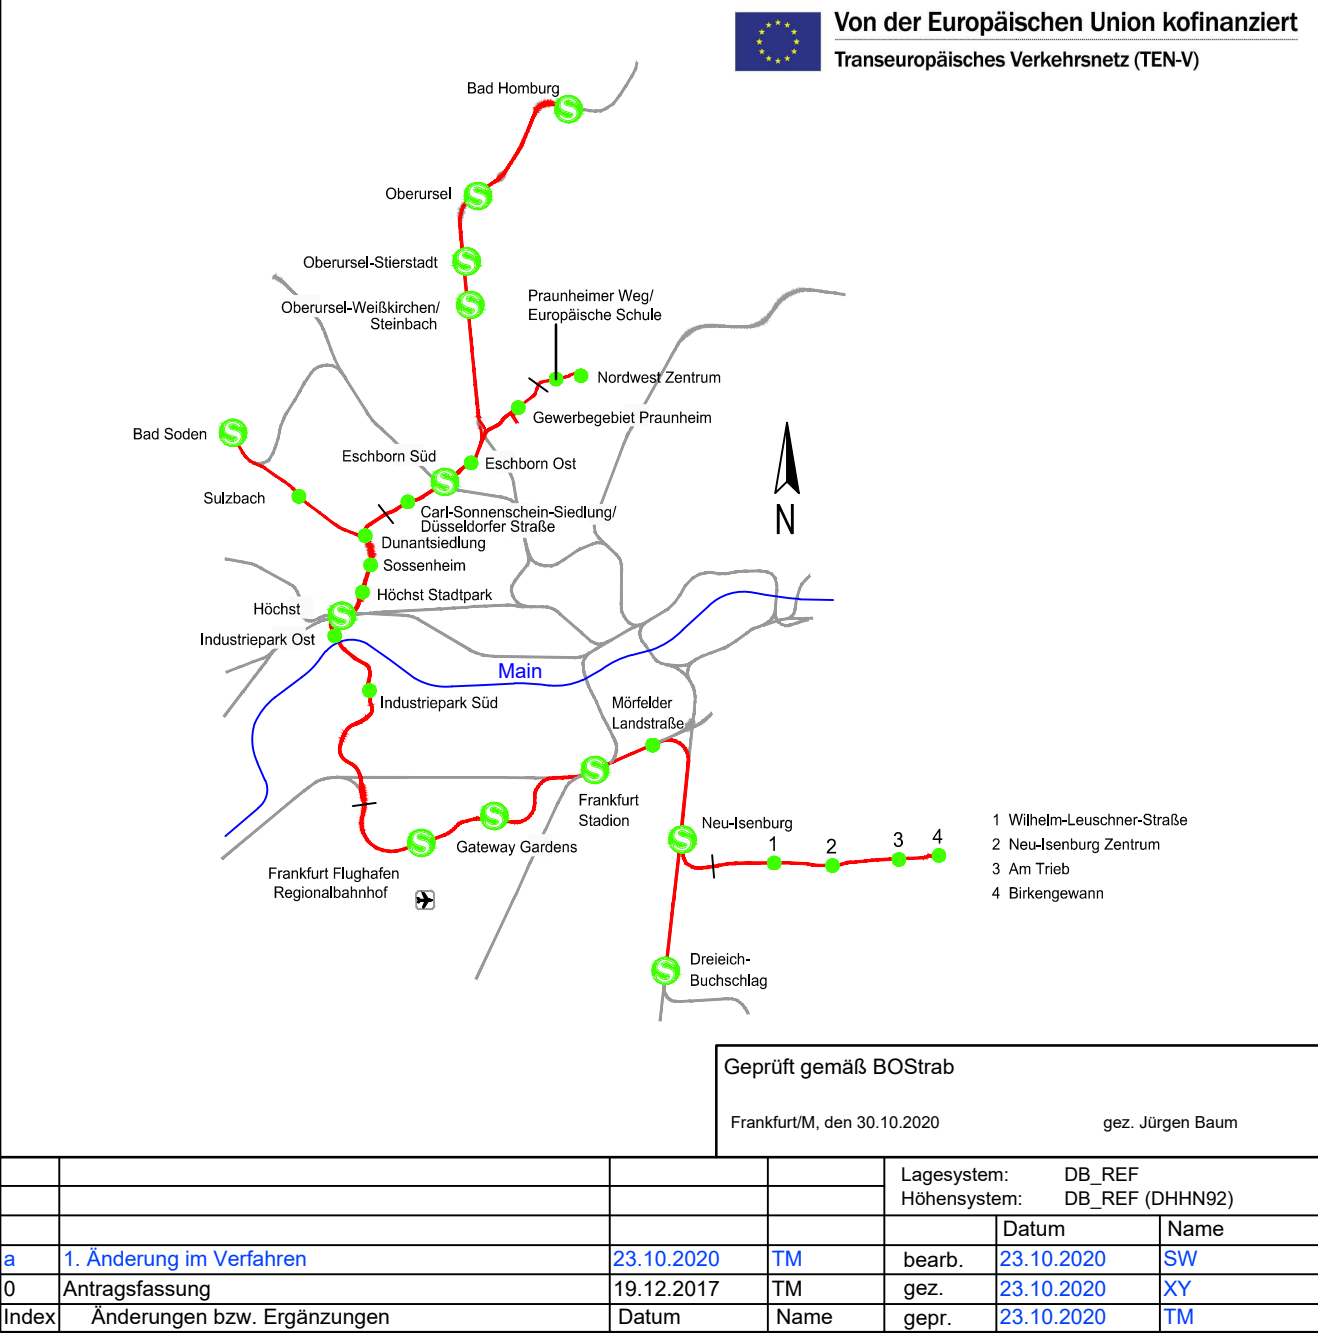 Von der Europäischen Union kofinanziert
Transeuropäisches Verkehrsnetz (TEN-V)
Bad Homburg
Oberursel
Oberursel-Stierstadt
Oberursel-Weißkirchen/
Steinbach
Praunheimer Weg/
Europäische Schule
Nordwest Zentrum
Gewerbegebiet Praunheim
Bad Soden
Eschborn Süd
Eschborn Ost
Sulzbach
Carl-Sonnenschein-Siedlung/
Düsseldorfer Straße
Dunantsiedlung
Sossenheim
Höchst Stadtpark
Höchst
Industriepark Ost
Main
Industriepark Süd
Mörfelder
Landstraße
Frankfurt
Stadion
Gateway Gardens
Frankfurt Flughafen
Regionalbahnhof
Neu-Isenburg
1
2
3
4
Dreieich-
Buchschlag
N
1 Wilhelm-Leuschner-Straße
2 Neu-Isenburg Zentrum
3 Am Trieb
4 Birkengewann
S
S
S
S
S
S
S
S
S
S
S
S
Geprüft gemäß BOStrab
Frankfurt/M, den 30.10.2020 gez. Jürgen Baum
Lagesystem: DB_REF
Höhensystem: DB_REF (DHHN92)
Datum Name
a 1. Änderung im Verfahren 23.10.2020 TM bearb. 23.10.2020 SW
0 Antragsfassung 19.12.2017 TM gez. 23.10.2020 XY
Index Änderungen bzw. Ergänzungen Datum Name gepr. 23.10.2020 TM